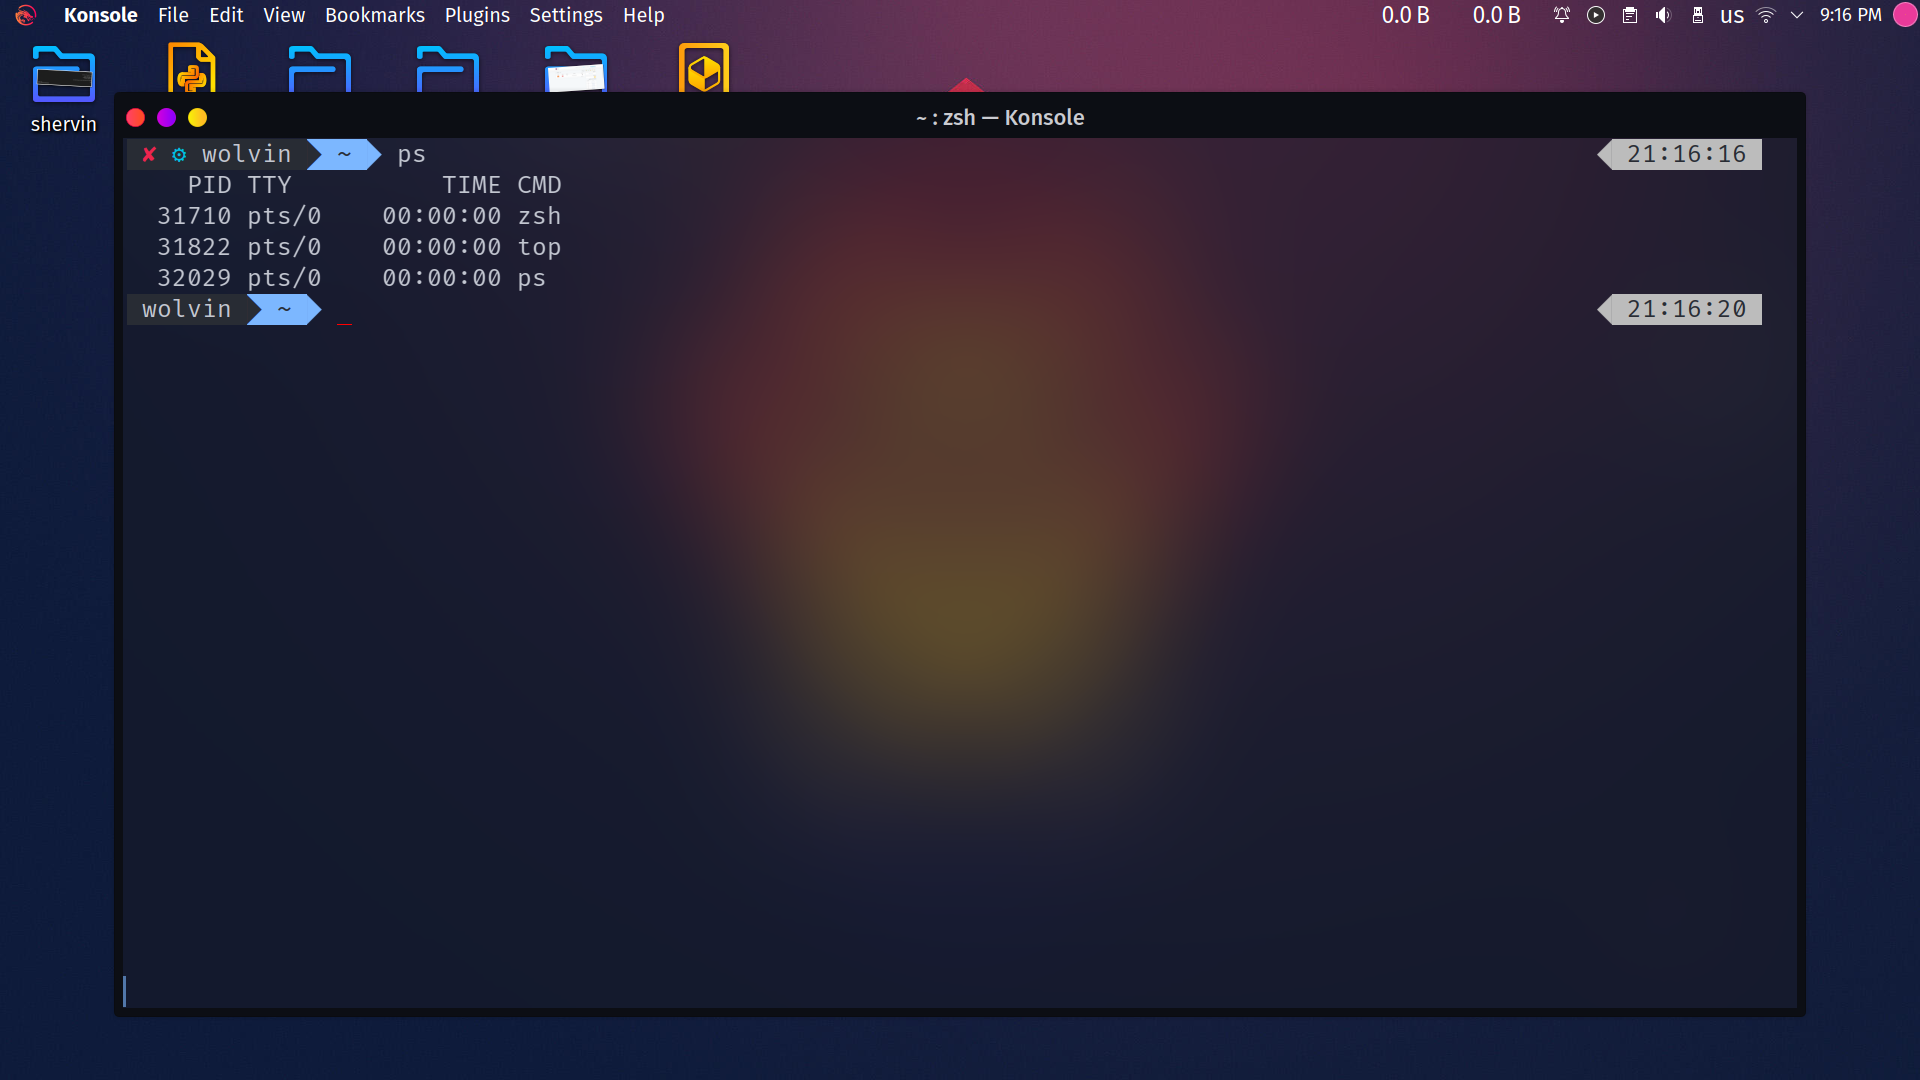 Konsole File Edit View Bookmarks Plugins Settings Help 0.0 B 0.0 B us 9:16 PM
shervin
~ : zsh — Konsole
✘ ⚙ wolvin ~ ps 21:16:16
PID TTY TIME CMD
31710 pts/0 00:00:00 zsh
31822 pts/0 00:00:00 top
32029 pts/0 00:00:00 ps
wolvin ~ _ 21:16:20